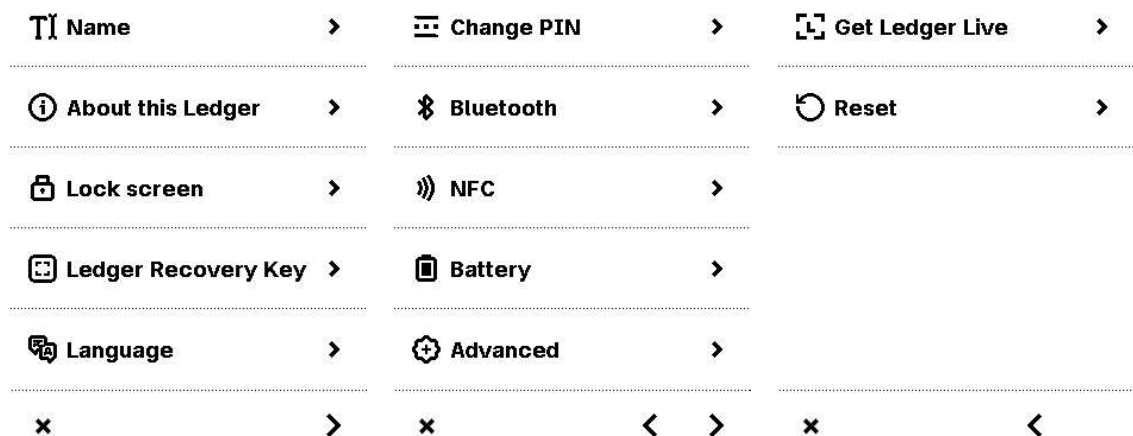 Name
About this Ledger
Lock screen
Ledger Recovery Key
Language
Change PIN
Bluetooth
NFC
Battery
Advanced
Get Ledger Live
Reset